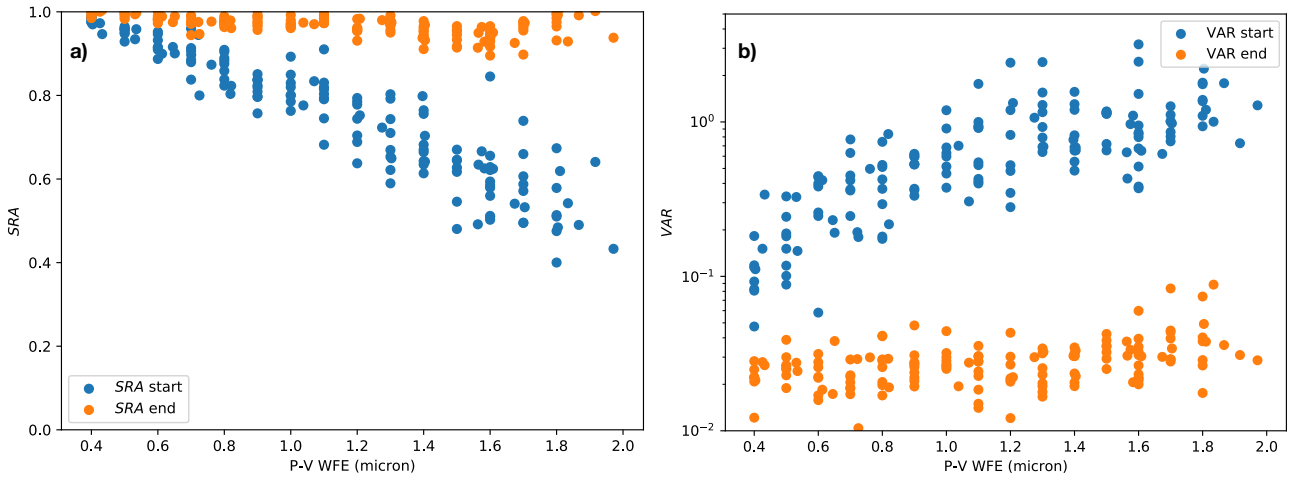 a)
1.0
0.8
0.6
0.4
0.2
0.0
SRA
SRA start
SRA end
0.4 0.6 0.8 1.0 1.2 1.4 1.6 1.8 2.0
P-V WFE (micron)
b)
VAR start
VAR end
10⁰
10⁻¹
10⁻²
VAR
0.4 0.6 0.8 1.0 1.2 1.4 1.6 1.8 2.0
P-V WFE (micron)